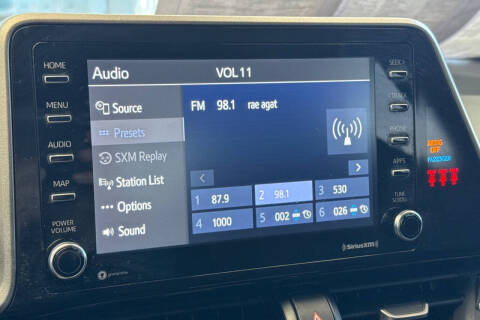 HOME
MENU
AUDIO
MAP
POWER
VOLUME
Audio
VOL 11
Source
Presets
SXM Replay
Station List
Options
Sound
FM 98.1 rae agat
1 87.9
2 98.1
3 530
4 1000
5 002
6 026
SEEK>
<TRACK
PHONE
APPS
TUNE
SCROLL
SiriusXM
PASSENGER